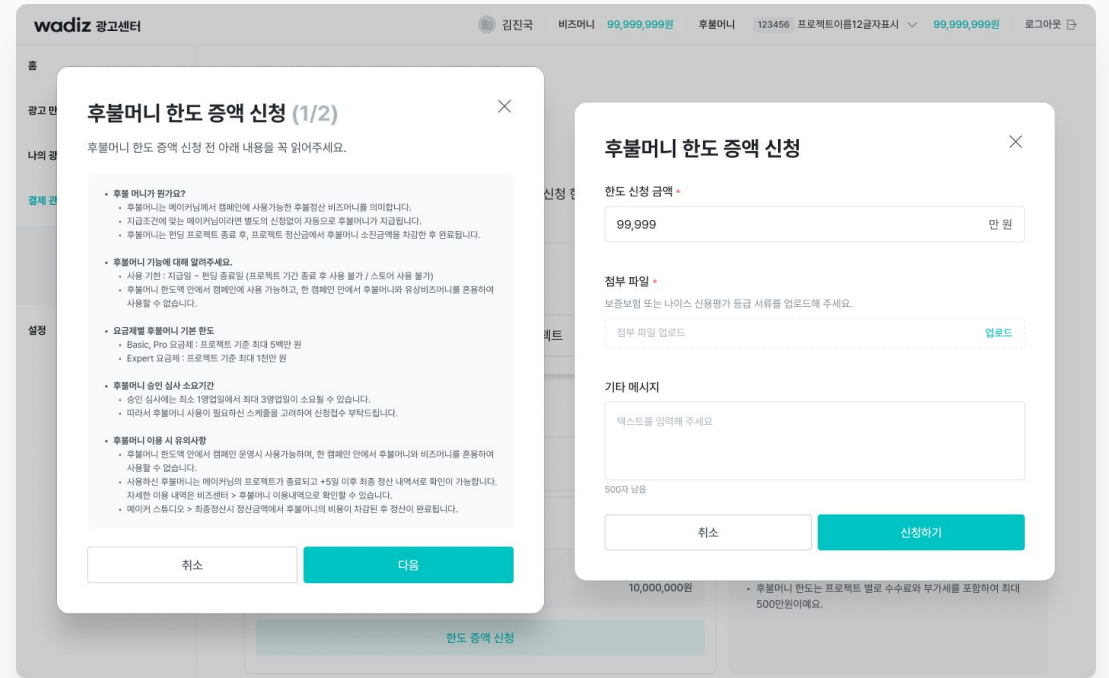 wadiz 광고센터
김진국 비즈머니 99,999,999원 후불머니 123456 프로젝트이름12글자표시 99,999,999원 로그아웃
홈
광고 만
나의 광
결제 관
설정
후불머니 한도 증액 신청 (1/2)
후불머니 한도 증액 신청 전 아래 내용을 꼭 읽어주세요.
• 후불 머니가 뭔가요?
• 후불머니는 메이커님께서 캠페인에 사용가능한 후불정산 비즈머니를 의미합니다.
• 지급조건에 맞는 메이커님이라면 별도의 신청없이 자동으로 후불머니가 지급됩니다.
• 후불머니는 펀딩 프로젝트 종료 후, 프로젝트 정산금에서 후불머니 소진금액을 차감한 후 완료됩니다.
• 후불머니 기능에 대해 알려주세요.
• 사용 기한 : 지급일 – 펀딩 종료일 (프로젝트 기간 종료 후 사용 불가 / 스토어 사용 불가)
• 후불머니 한도액 안에서 캠페인에 사용 가능하고, 한 캠페인 안에서 후불머니와 유상비즈머니를 혼용하여
사용할 수 없습니다.
• 요금제별 후불머니 기본 한도
• Basic, Pro 요금제 : 프로젝트 기준 최대 5백만 원
• Expert 요금제 : 프로젝트 기준 최대 1천만 원
• 후불머니 승인 심사 소요기간
• 승인 심사에는 최소 1영업일에서 최대 3영업일이 소요될 수 있습니다.
• 따라서 후불머니 사용이 필요하신 스케줄을 고려하여 신청접수 부탁드립니다.
• 후불머니 이용 시 유의사항
• 후불머니 한도액 안에서 캠페인 운영시 사용가능하며, 한 캠페인 안에서 후불머니와 비즈머니를 혼용하여
사용할 수 없습니다.
• 사용하신 후불머니는 메이커님의 프로젝트가 종료되고 +5일 이후 최종 정산 내역서로 확인이 가능합니다.
자세한 이용 내역은 비즈센터 > 후불머니 이용내역으로 확인할 수 있습니다.
• 메이커 스튜디오 > 최종정산시 정산금액에서 후불머니의 비용이 차감된 후 정산이 완료됩니다.
취소 다음
신청 한
젝트
후불머니 한도 증액 신청
한도 신청 금액 •
99,999 만 원
첨부 파일 •
보증보험 또는 나이스 신용평가 등급 서류를 업로드해 주세요.
첨부 파일 업로드 업로드
기타 메시지
텍스트를 입력해 주세요
500자 남음
취소 신청하기
10,000,000원
• 후불머니 한도는 프로젝트 별로 수수료와 부가세를 포함하여 최대
500만원이예요.
한도 증액 신청